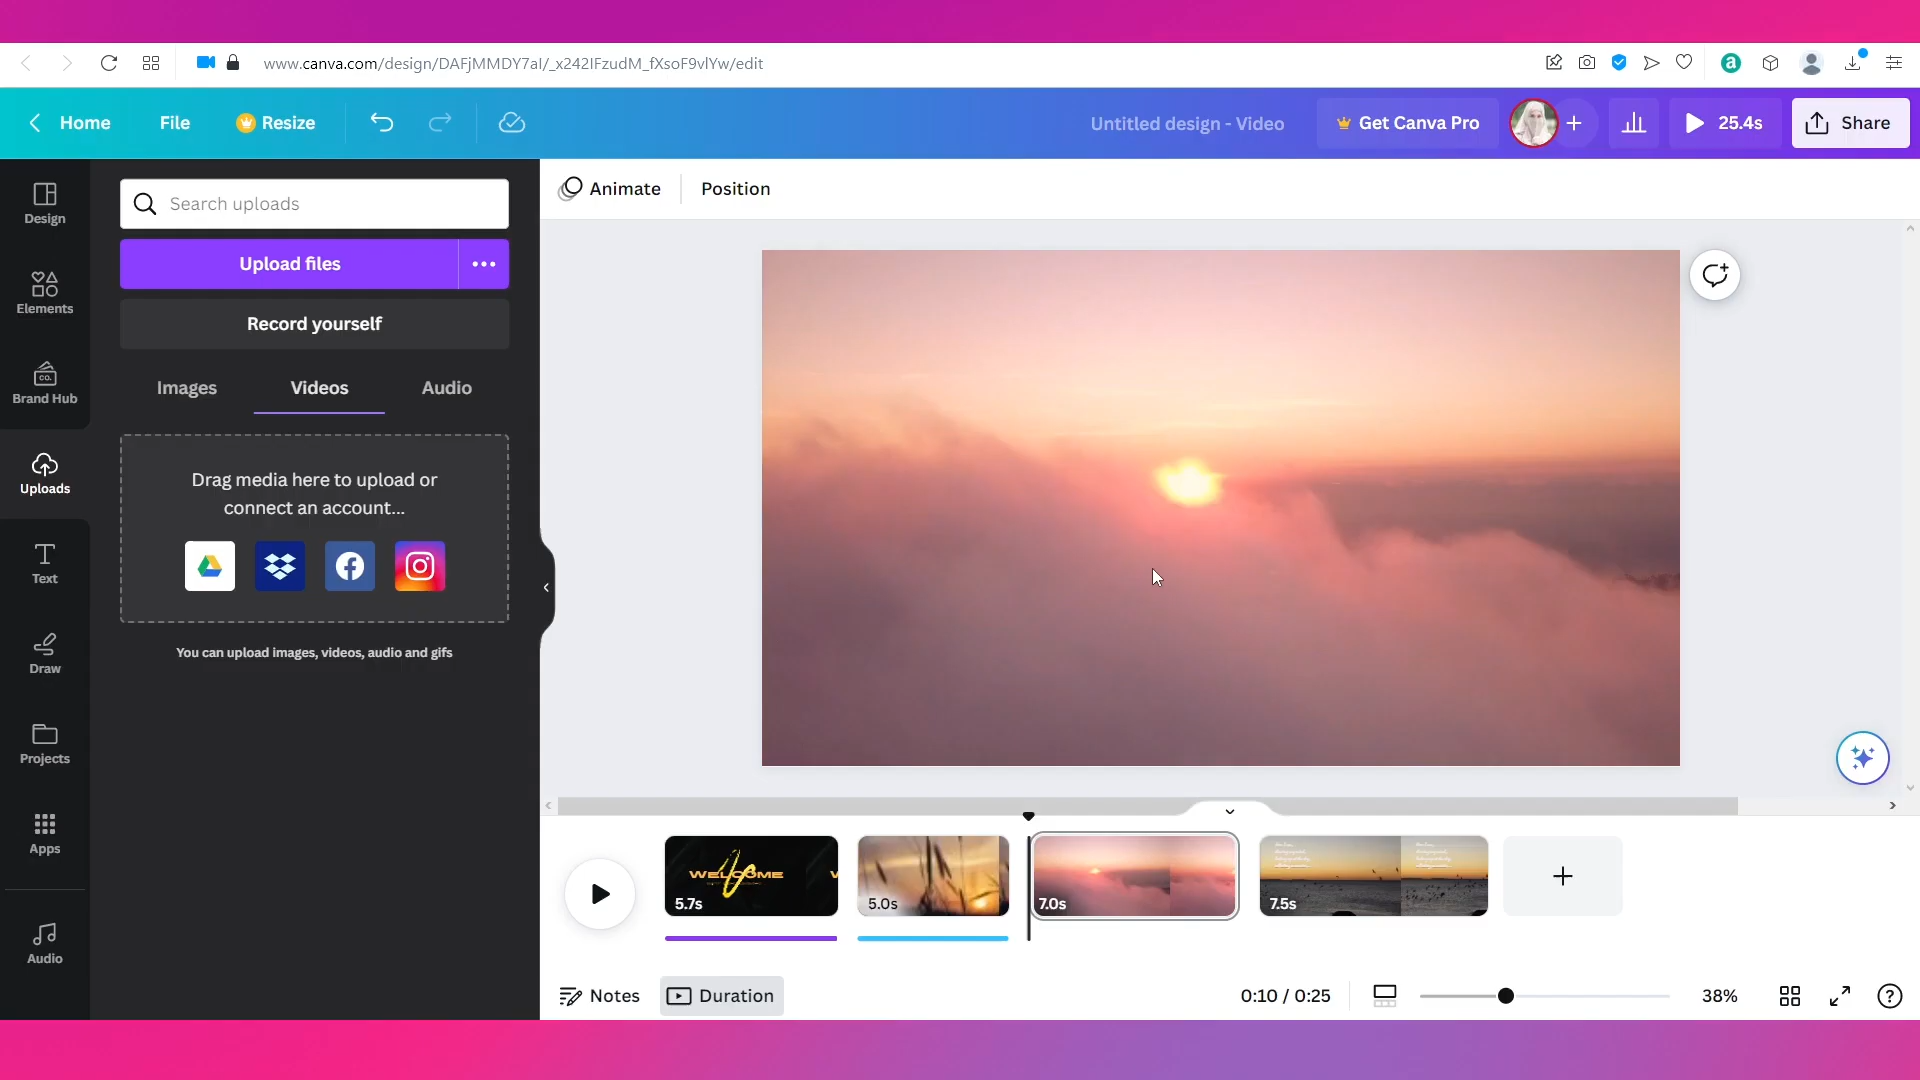 www.canva.com/design/DAFjMMDY7aI/_x242IFzudM_fXsoF9vlYw/edit
Home
File
Resize
Untitled design - Video
Get Canva Pro
25.4s
Share
Design
Elements
CO.
Brand Hub
Uploads
Text
Draw
Projects
Apps
Audio
Search uploads
Upload files
Record yourself
Images
Videos
Audio
Drag media here to upload or
connect an account...
You can upload images, videos, audio and gifs
Animate
Position
WELCOME
5.7s
5.0s
7.0s
7.5s
Notes
Duration
0:10 / 0:25
38%